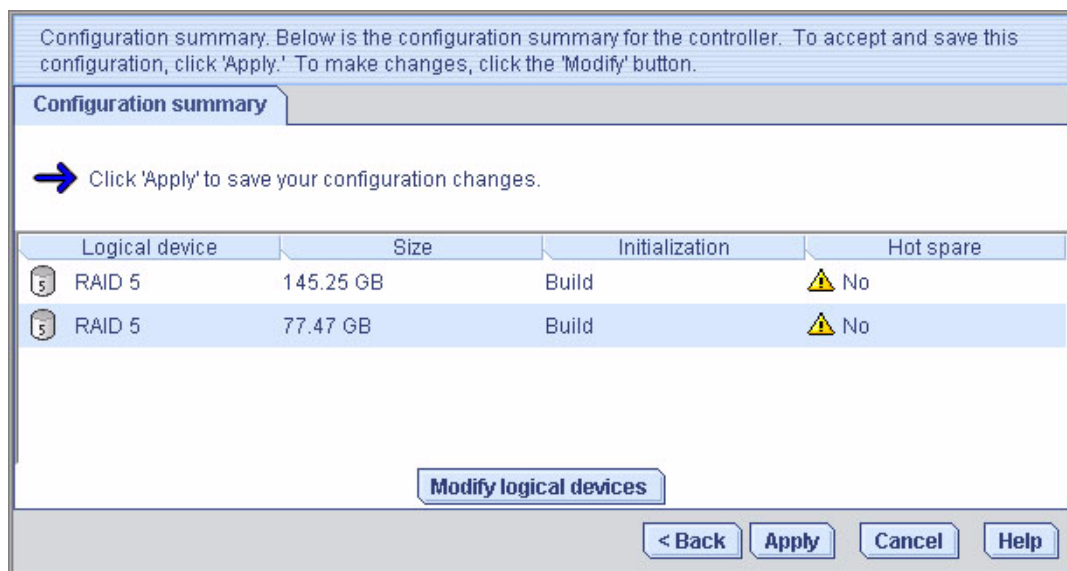 Configuration summary. Below is the configuration summary for the controller. To accept and save this
configuration, click 'Apply.' To make changes, click the 'Modify' button.
Configuration summary
Click 'Apply' to save your configuration changes.
Logical device Size Initialization Hot spare
5 RAID 5 145.25 GB Build No
5 RAID 5 77.47 GB Build No
Modify logical devices
< Back Apply Cancel Help